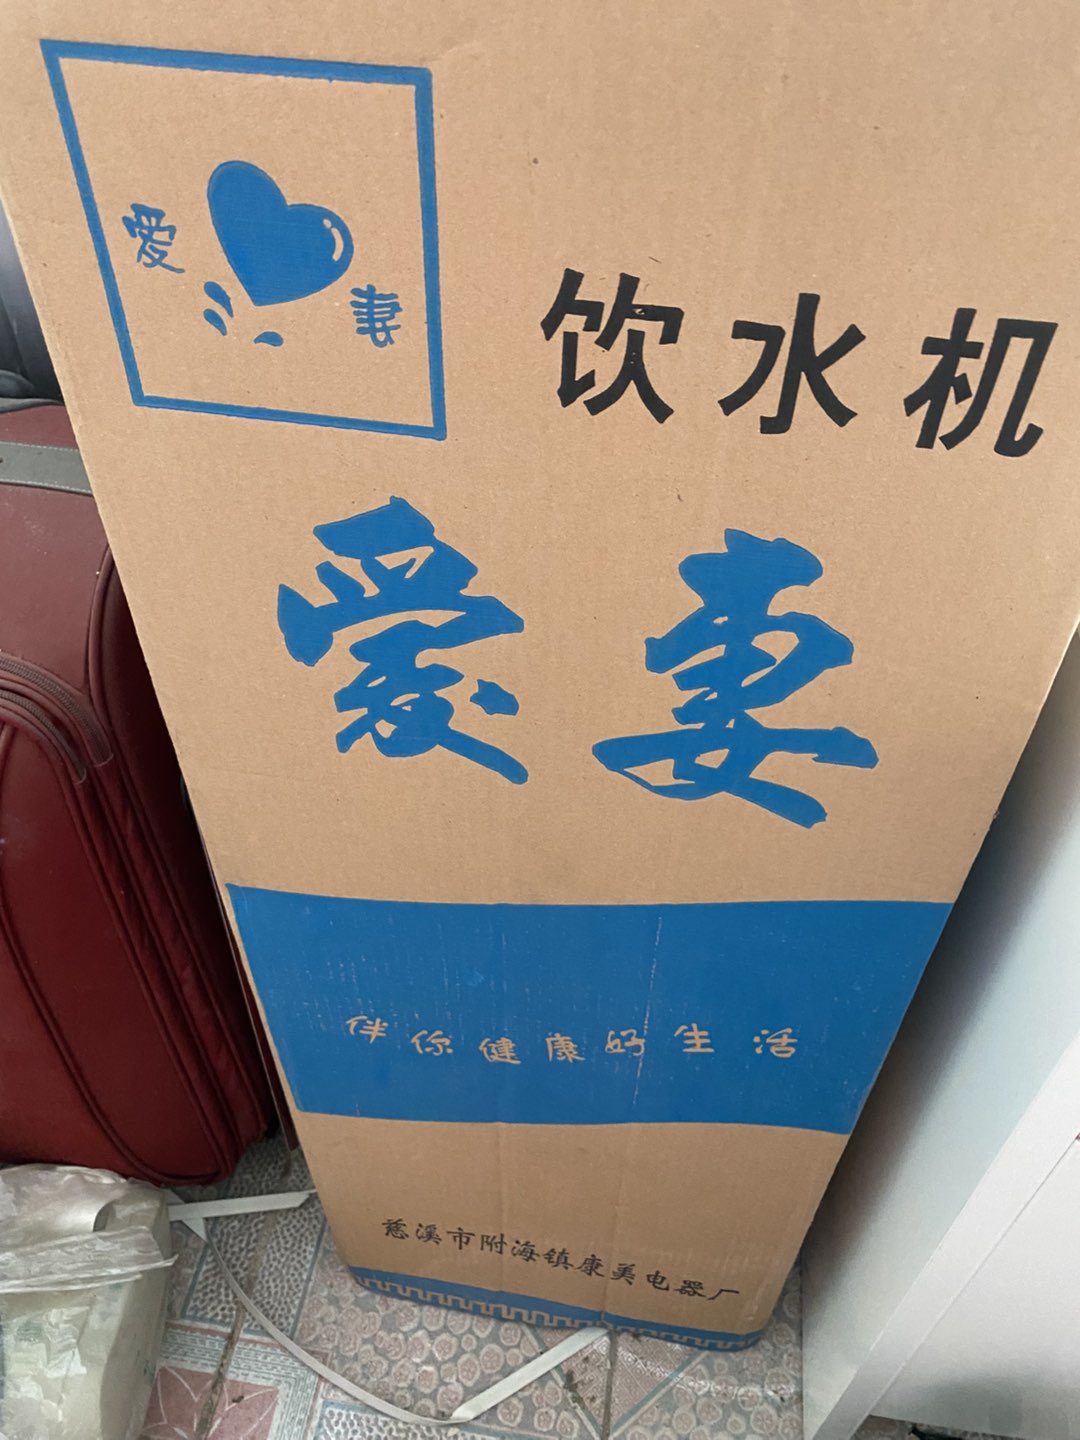 爱
妻
饮水机
爱妻
伴你健康好生活
慈溪市附海镇康美电器厂